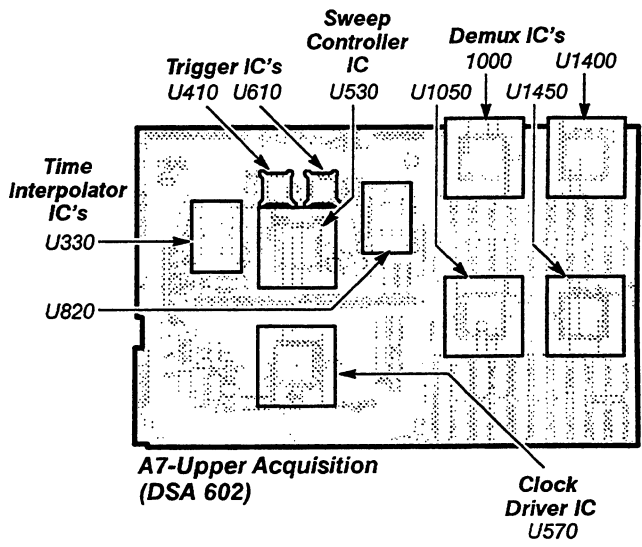 Sweep
Controller
IC
U530
Demux IC's
1000 U1400
U1050 U1450
Trigger IC's
U410 U610
Time
Interpolator
IC's
U330
U820
A7-Upper Acquisition
(DSA 602)
Clock
Driver IC
U570